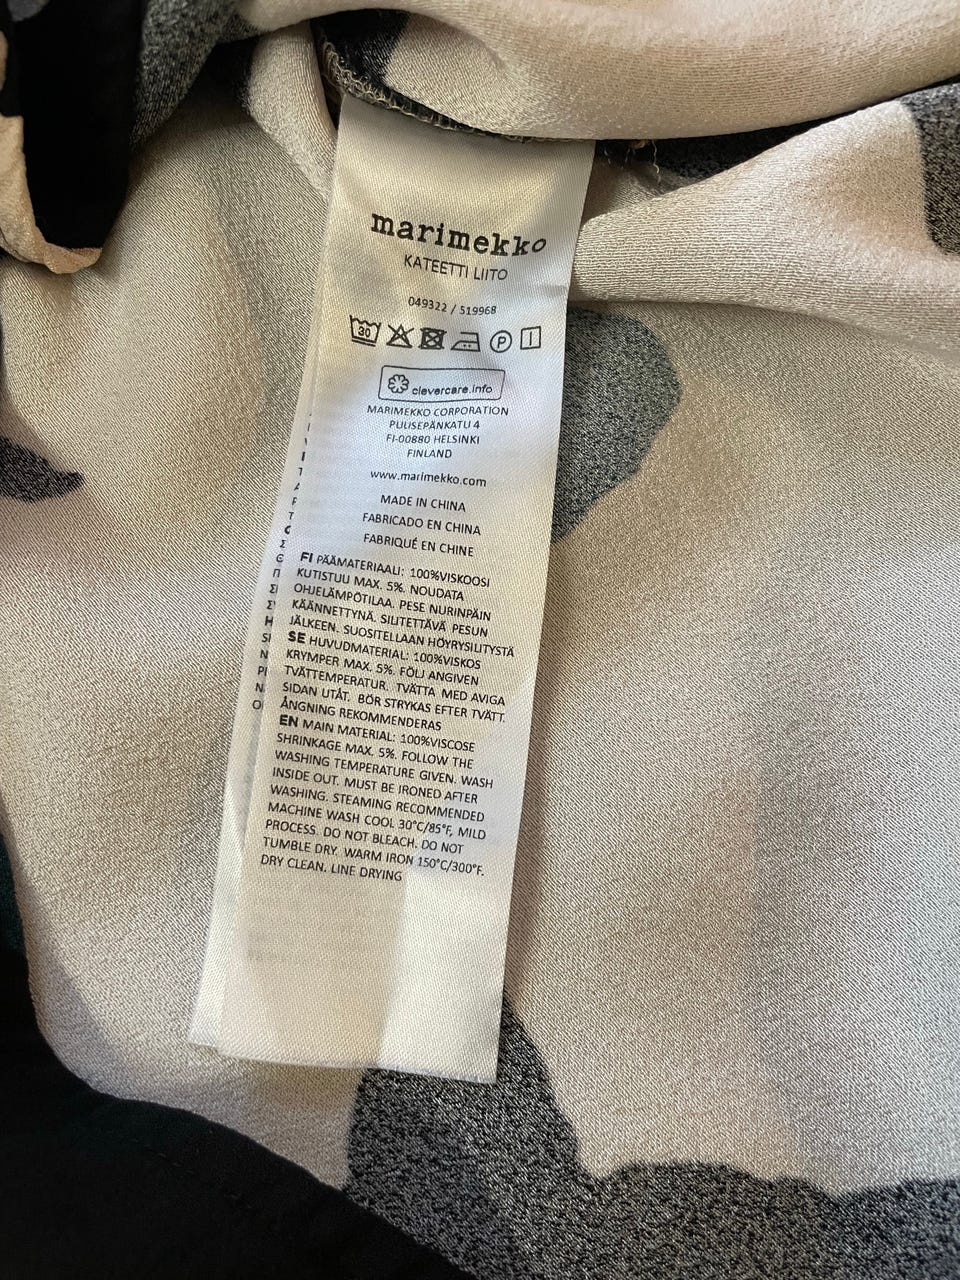 marimekko
KATEETTI LIITO
049322 / 519968
30 P
clevercare.info
MARIMEKKO CORPORATION
PUUSEPÄNKATU 4
FI-00880 HELSINKI
FINLAND
www.marimekko.com
MADE IN CHINA
FABRICADO EN CHINA
FABRIQUÉ EN CHINE
FI PÄÄMATERIAALI: 100%VISKOOSI
KUTISTUU MAX. 5%. NOUDATA
OHJELÄMPÖTILAA. PESE NURINPÄIN
KÄÄNNETTYNÄ. SILITETTÄVÄ PESUN
JÄLKEEN. SUOSITELLAAN HÖYRYSILITYSTÄ
SE HUVUDMATERIAL: 100%VISKOS
KRYMPER MAX. 5%. FÖLJ ANGIVEN
TVÄTTEMPERATUR. TVÄTTA MED AVIGA
SIDAN UTÅT. BÖR STRYKAS EFTER TVÄTT.
ÅNGNING REKOMMENDERAS
EN MAIN MATERIAL: 100%VISCOSE
SHRINKAGE MAX. 5%. FOLLOW THE
WASHING TEMPERATURE GIVEN. WASH
INSIDE OUT. MUST BE IRONED AFTER
WASHING. STEAMING RECOMMENDED
MACHINE WASH COOL 30°C/85°F, MILD
PROCESS. DO NOT BLEACH. DO NOT
TUMBLE DRY. WARM IRON 150°C/300°F.
DRY CLEAN. LINE DRYING